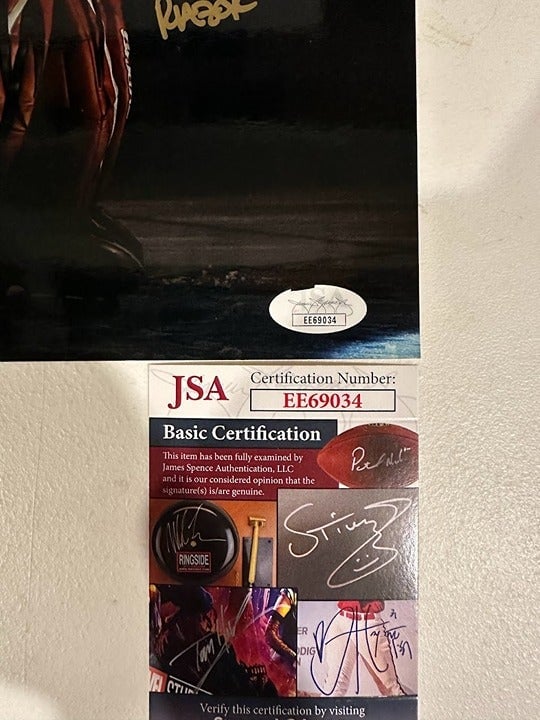 EE69034
JSA
Certification Number:
EE69034
Basic Certification
This item has been fully examined by
James Spence Authentication, LLC
and it is our considered opinion that the
signature(s) is/are genuine.
RINGSIDE
Verify this certification by visiting